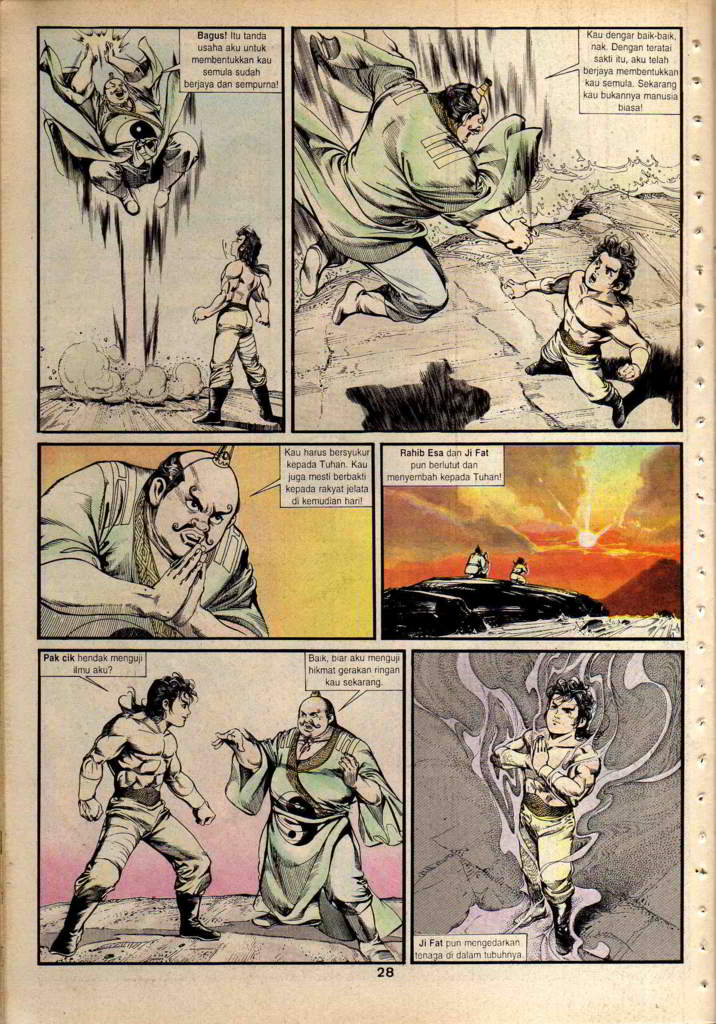 Bagus! Itu tanda
usaha aku untuk
membentukkan kau
semula sudah
berjaya dan sempurna!
Kau dengar baik-baik,
nak. Dengan teratai
sakti itu, aku telah
berjaya membentukkan
kau semula. Sekarang
kau bukannya manusia
biasa!
Kau harus bersyukur
kepada Tuhan. Kau
juga mesti berbakti
kepada rakyat jelata
di kemudian hari!
Rahib Esa dan Ji Fat
pun berlutut dan
menyembah kepada Tuhan!
Pak cik hendak menguji
ilmu aku?
Baik, biar aku menguji
hikmat gerakan ringan
kau sekarang.
Ji Fat pun mengedarkan
tenaga di dalam tubuhnya.
28